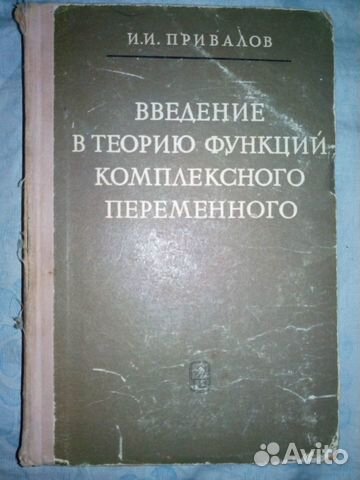 И.И. ПРИВАЛОВ
ВВЕДЕНИЕ
В ТЕОРИЮ ФУНКЦИЙ
КОМПЛЕКСНОГО
ПЕРЕМЕННОГО
Avito